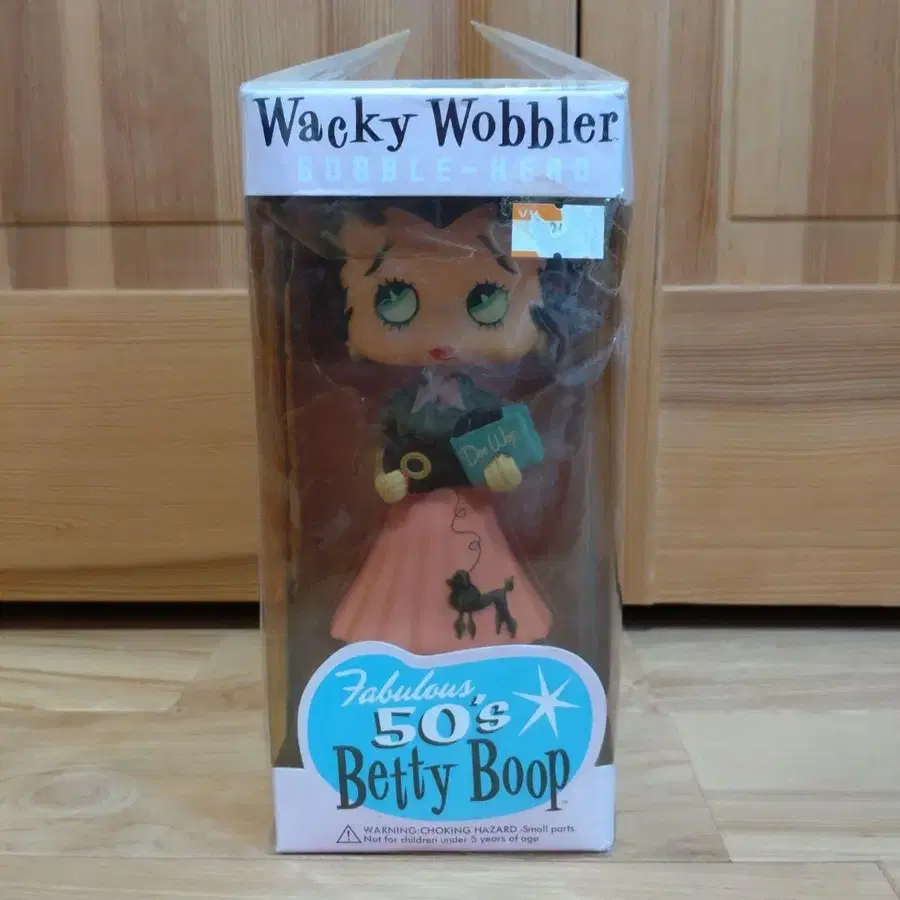 Wacky Wobbler
BOBBLE-HEAD
Doo Wop
Fabulous
50's
Betty Boop™
WARNING:CHOKING HAZARD -Small parts.
Not for children under 5 years of age